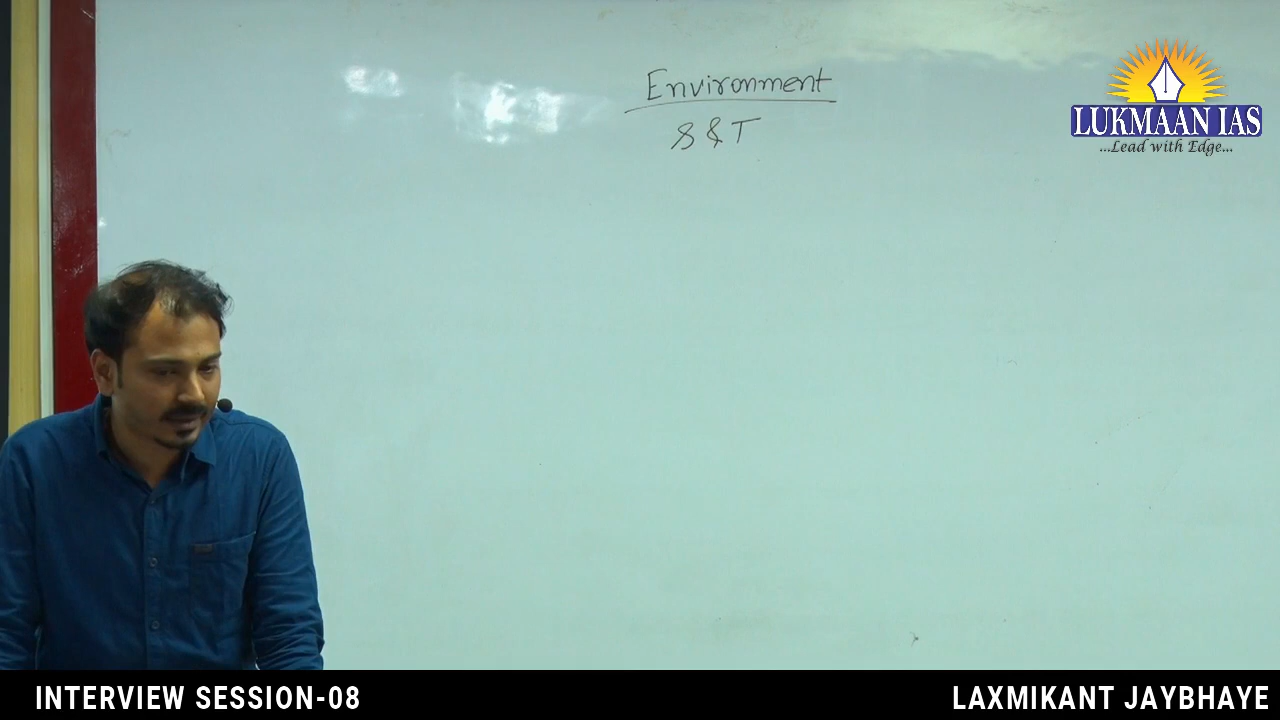 Environment
S & T
LUKMAAN IAS
...Lead with Edge...
INTERVIEW SESSION-08
LAXMIKANT JAYBHAYE